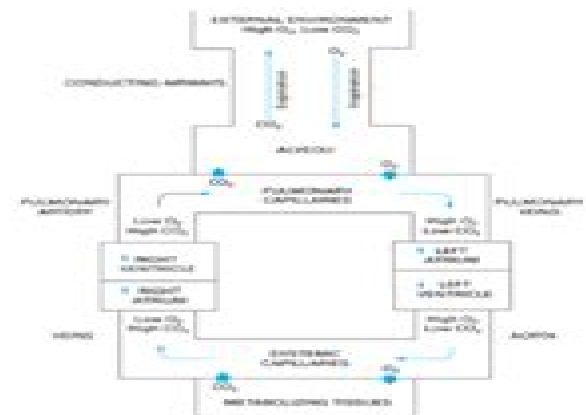 EXTERNAL ENVIRONMENT
High O₂, Low CO₂
O₂
CONDUCTING AIRWAYS
CO₂
ALVEOLI
CO₂
O₂
PULMONARY
ARTERY
PULMONARY
CAPILLARIES
PULMONARY
VEINS
Low O₂
High CO₂
High O₂
Low CO₂
RIGHT
VENTRICLE
LEFT
ATRIUM
RIGHT
ATRIUM
LEFT
VENTRICLE
Low O₂
High CO₂
High O₂
Low CO₂
VEINS
AORTA
SYSTEMIC
CAPILLARIES
CO₂
O₂
METABOLIZING TISSUES